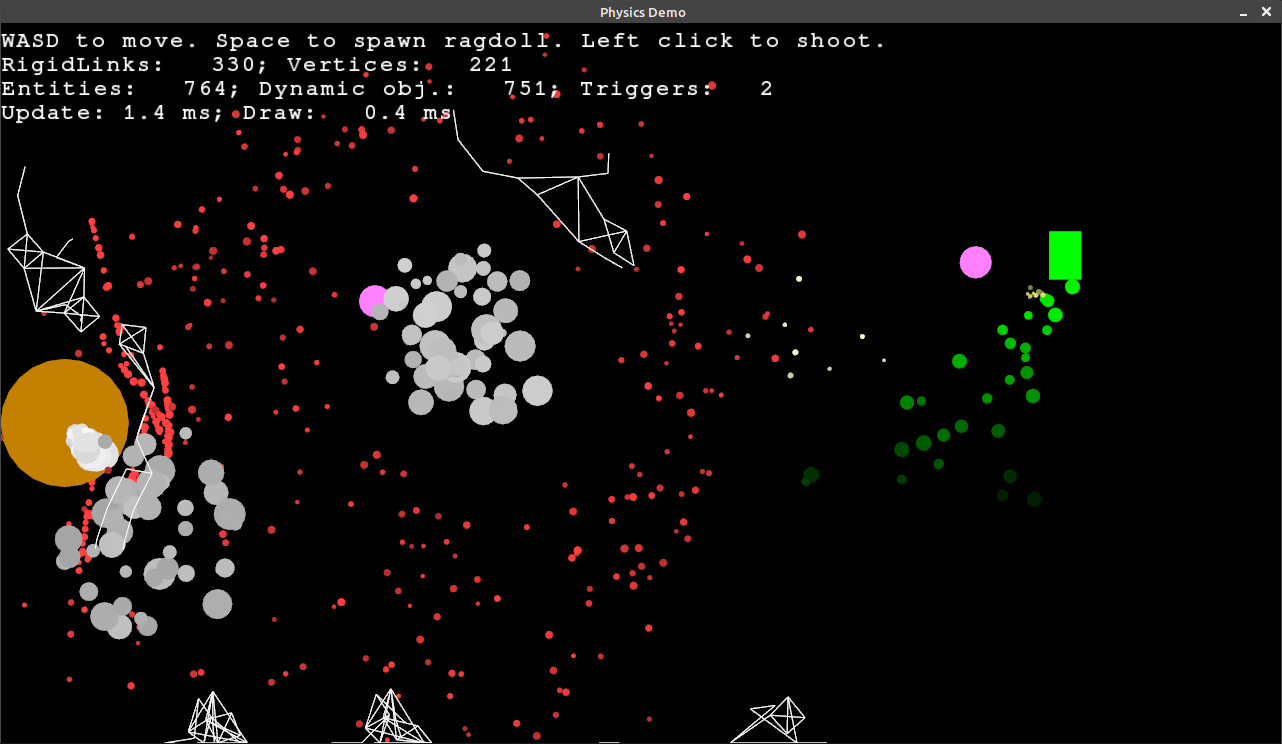 Physics Demo
WASD to move. Space to spawn ragdoll. Left click to shoot.
RigidLinks:   330; Vertices:   221
Entities:   764; Dynamic obj.:   751; Triggers:   2
Update: 1.4 ms; Draw:   0.4 ms